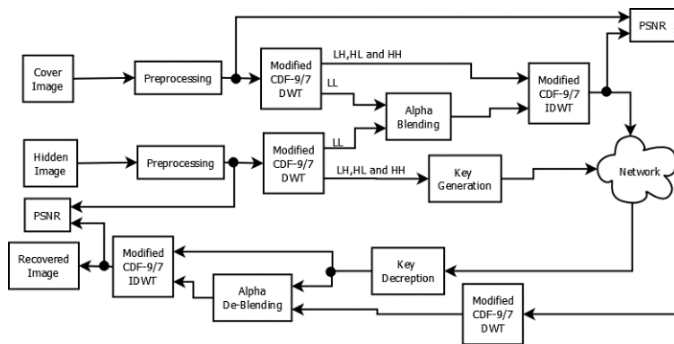 PSNR
Cover
Image
Preprocessing
Modified
CDF-9/7
DWT
LH,HL and HH
LL
Alpha
Blending
Modified
CDF-9/7
IDWT
Hidden
Image
Preprocessing
Modified
CDF-9/7
DWT
LL
LH,HL and HH
Key
Generation
Network
PSNR
Recovered
Image
Modified
CDF-9/7
IDWT
Alpha
De-Blending
Key
Decreption
Modified
CDF-9/7
DWT